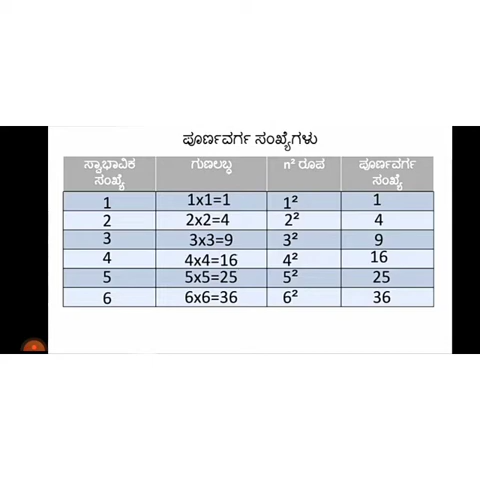 ಪೂರ್ಣವರ್ಗ ಸಂಖ್ಯೆಗಳು
ಸ್ವಾಭಾವಿಕ ಸಂಖ್ಯೆ ಗುಣಲಬ್ಧ n² ರೂಪ ಪೂರ್ಣವರ್ಗ ಸಂಖ್ಯೆ
1 1x1=1 1² 1
2 2x2=4 2² 4
3 3x3=9 3² 9
4 4x4=16 4² 16
5 5x5=25 5² 25
6 6x6=36 6² 36